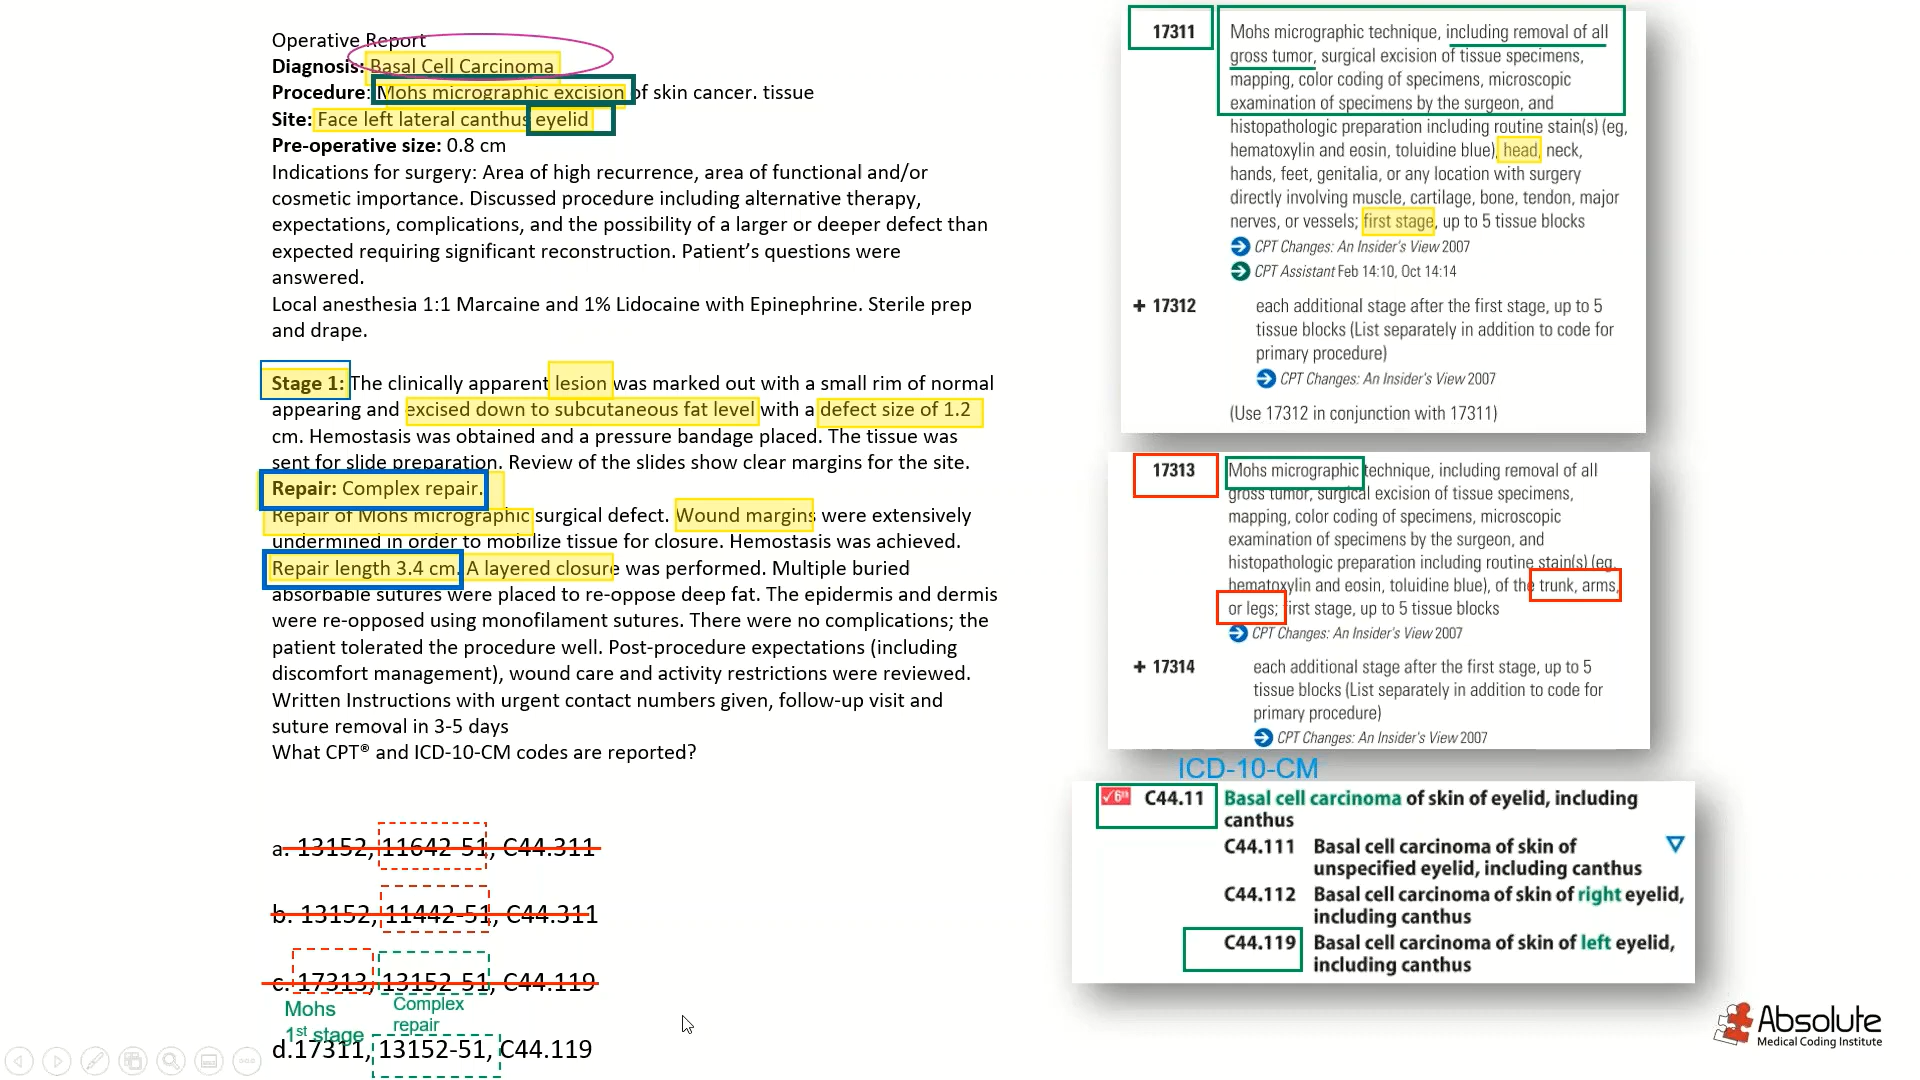 Operative Report
Diagnosis: Basal Cell Carcinoma
Procedure: Mohs micrographic excision of skin cancer. tissue
Site: Face left lateral canthus eyelid
Pre-operative size: 0.8 cm
Indications for surgery: Area of high recurrence, area of functional and/or
cosmetic importance. Discussed procedure including alternative therapy,
expectations, complications, and the possibility of a larger or deeper defect than
expected requiring significant reconstruction. Patient’s questions were
answered.
Local anesthesia 1:1 Marcaine and 1% Lidocaine with Epinephrine. Sterile prep
and drape.
Stage 1: The clinically apparent lesion was marked out with a small rim of normal
appearing and excised down to subcutaneous fat level with a defect size of 1.2
cm. Hemostasis was obtained and a pressure bandage placed. The tissue was
sent for slide preparation. Review of the slides show clear margins for the site.
Repair: Complex repair.
Repair of Mohs micrographic surgical defect. Wound margins were extensively
undermined in order to mobilize tissue for closure. Hemostasis was achieved.
Repair length 3.4 cm. A layered closure was performed. Multiple buried
absorbable sutures were placed to re-oppose deep fat. The epidermis and dermis
were re-opposed using monofilament sutures. There were no complications; the
patient tolerated the procedure well. Post-procedure expectations (including
discomfort management), wound care and activity restrictions were reviewed.
Written Instructions with urgent contact numbers given, follow-up visit and
suture removal in 3-5 days
What CPT® and ICD-10-CM codes are reported?
a. 13152, 11642-51, C44.311
b. 13152, 11442-51, C44.311
c. 17313, 13152-51, C44.119
Mohs
1st stage
Complex
repair
d.17311, 13152-51, C44.119
17311 Mohs micrographic technique, including removal of all
gross tumor, surgical excision of tissue specimens,
mapping, color coding of specimens, microscopic
examination of specimens by the surgeon, and
histopathologic preparation including routine stain(s) (eg,
hematoxylin and eosin, toluidine blue), head, neck,
hands, feet, genitalia, or any location with surgery
directly involving muscle, cartilage, bone, tendon, major
nerves, or vessels; first stage, up to 5 tissue blocks
CPT Changes: An Insider's View 2007
CPT Assistant Feb 14:10, Oct 14:14
+ 17312 each additional stage after the first stage, up to 5
tissue blocks (List separately in addition to code for
primary procedure)
CPT Changes: An Insider's View 2007
(Use 17312 in conjunction with 17311)
17313 Mohs micrographic technique, including removal of all
gross tumor, surgical excision of tissue specimens,
mapping, color coding of specimens, microscopic
examination of specimens by the surgeon, and
histopathologic preparation including routine stain(s) (eg,
hematoxylin and eosin, toluidine blue), of the trunk, arms,
or legs; first stage, up to 5 tissue blocks
CPT Changes: An Insider's View 2007
+ 17314 each additional stage after the first stage, up to 5
tissue blocks (List separately in addition to code for
primary procedure)
CPT Changes: An Insider's View 2007
ICD-10-CM
✓6th C44.11 Basal cell carcinoma of skin of eyelid, including
canthus
C44.111 Basal cell carcinoma of skin of
unspecified eyelid, including canthus
C44.112 Basal cell carcinoma of skin of right eyelid,
including canthus
C44.119 Basal cell carcinoma of skin of left eyelid,
including canthus
Absolute
Medical Coding Institute